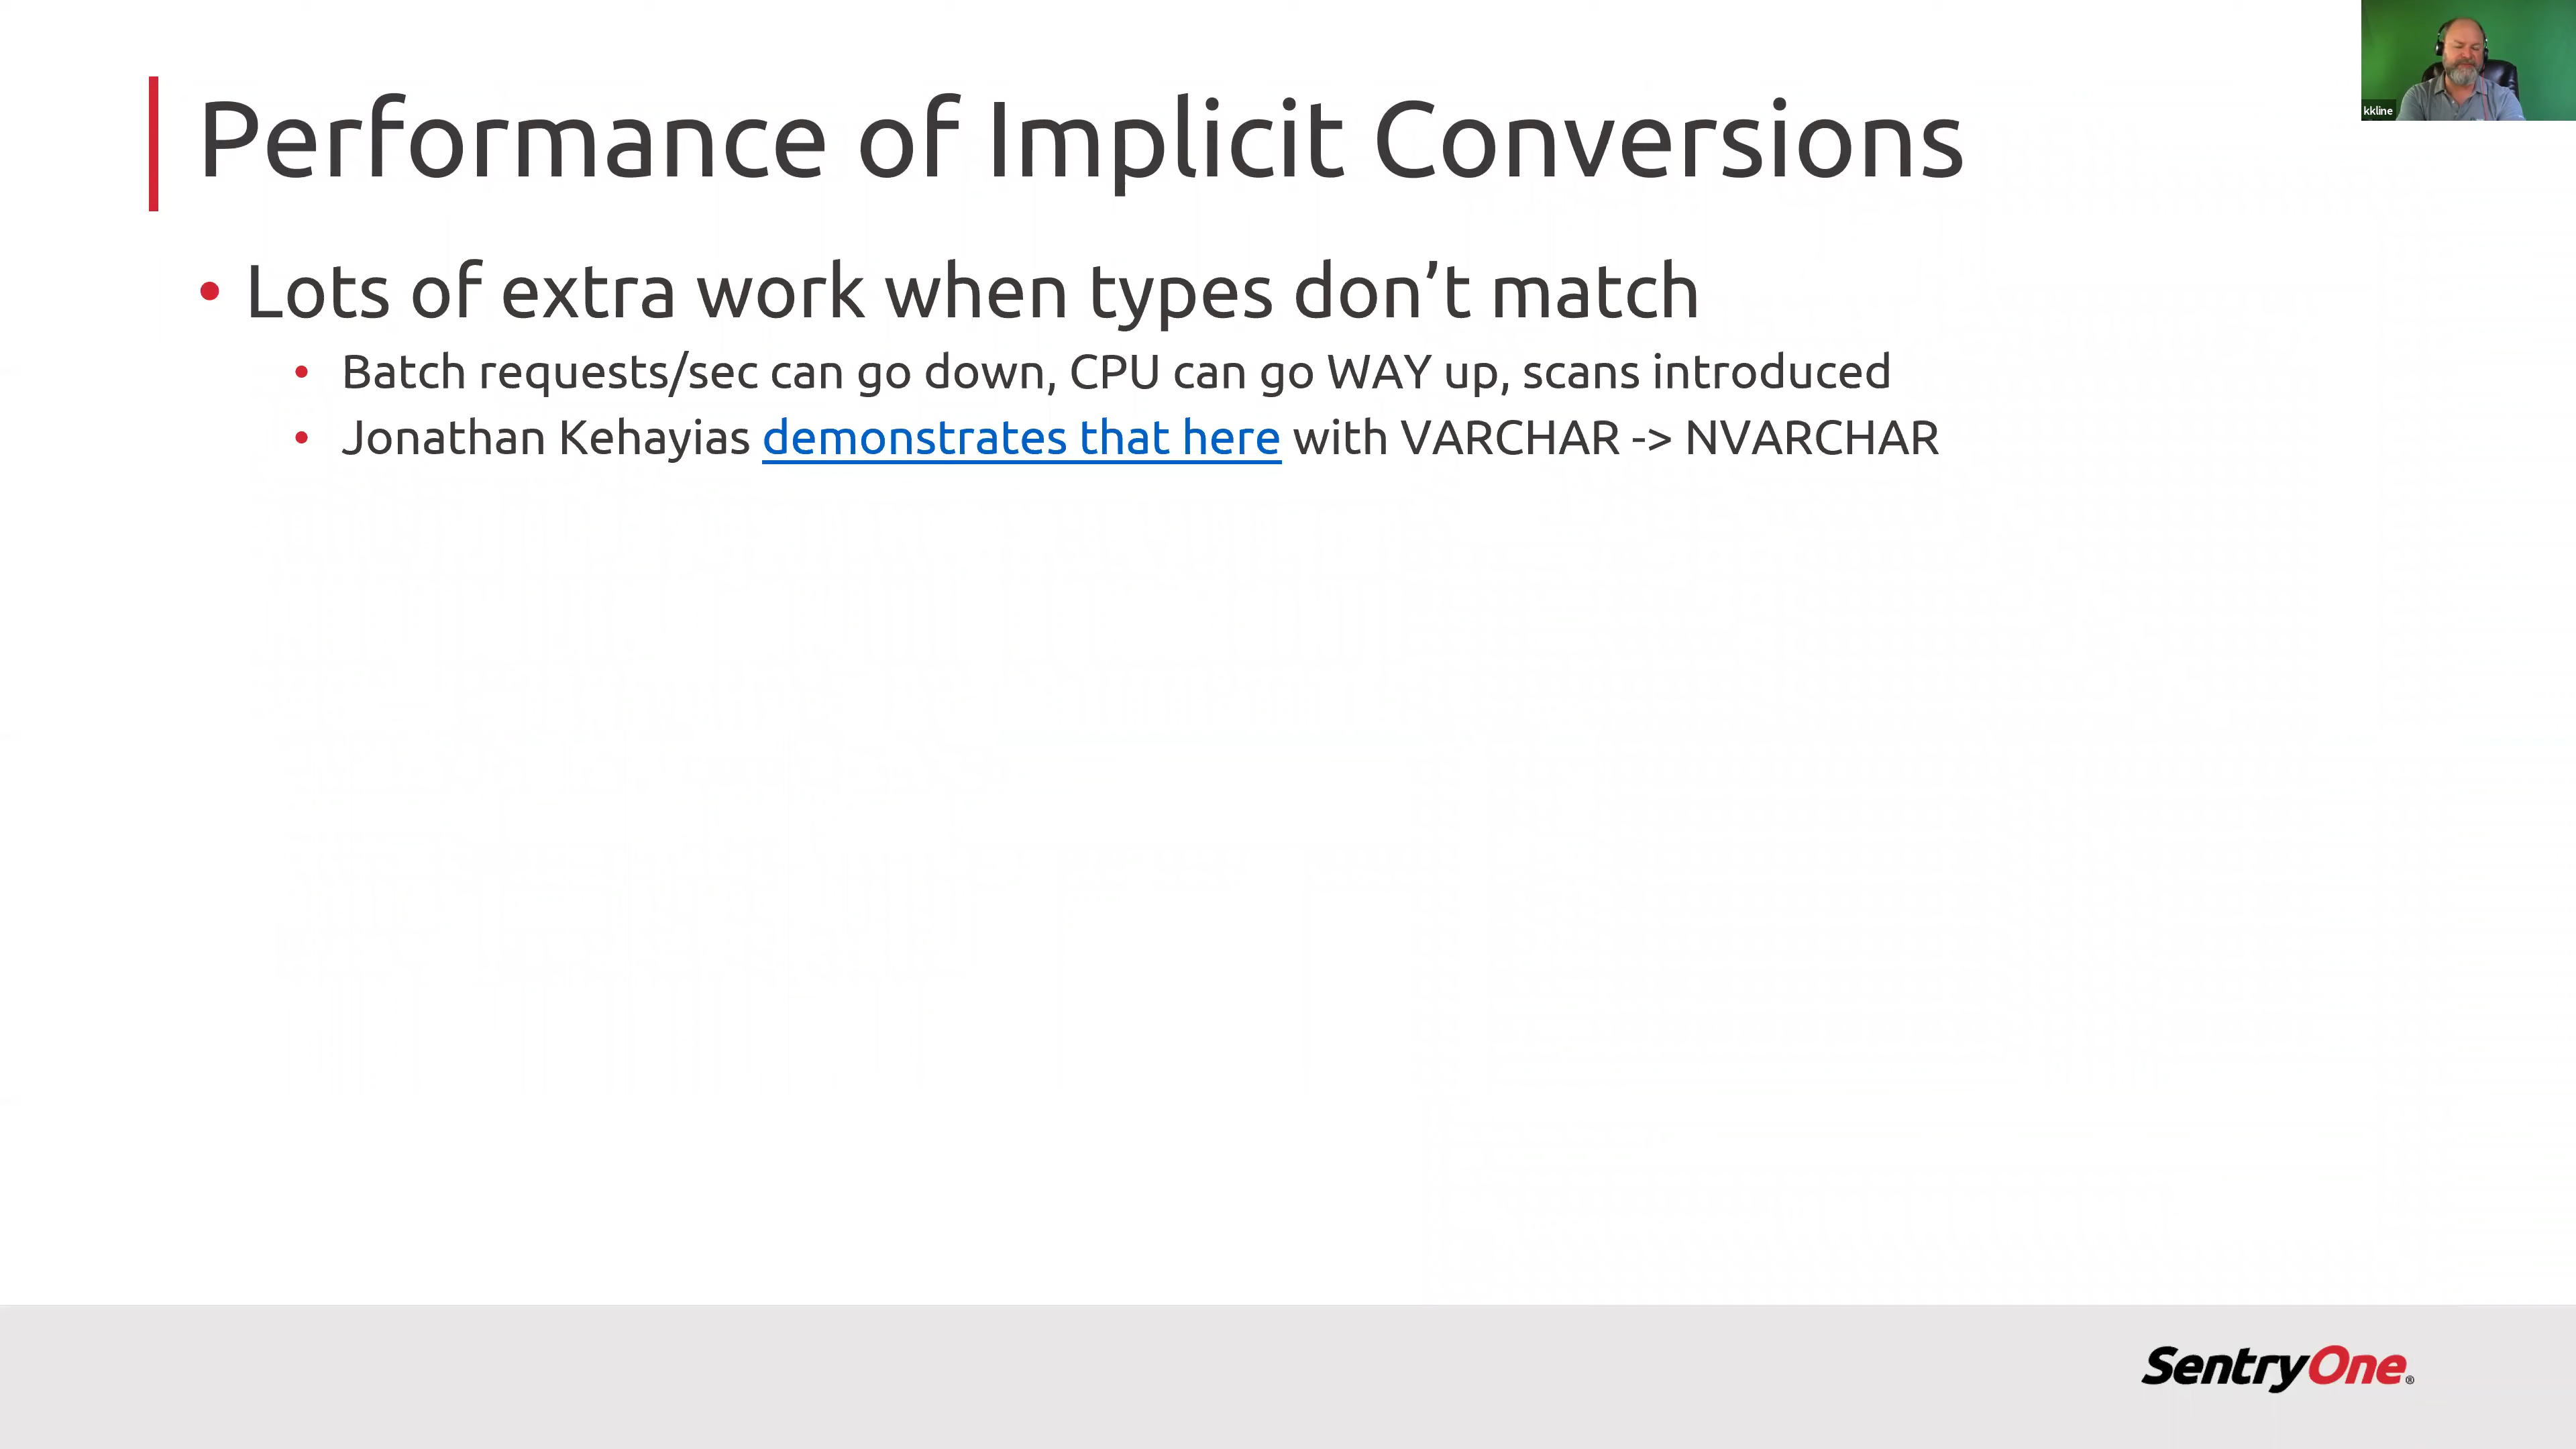 Performance of Implicit Conversions
kkline
• Lots of extra work when types don’t match
• Batch requests/sec can go down, CPU can go WAY up, scans introduced
• Jonathan Kehayias demonstrates that here with VARCHAR -> NVARCHAR
SentryOne®